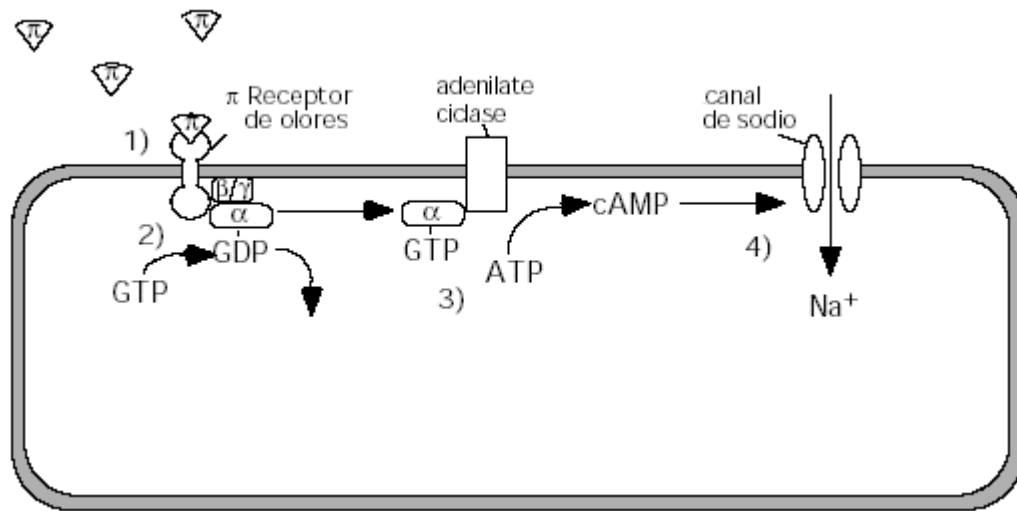 π
π
π
π
π Receptor
de olores
adenilate
ciclase
canal
de sodio
1)
β/γ
α
α
cAMP
2)
GDP
GTP
4)
GTP
3)
ATP
Na⁺